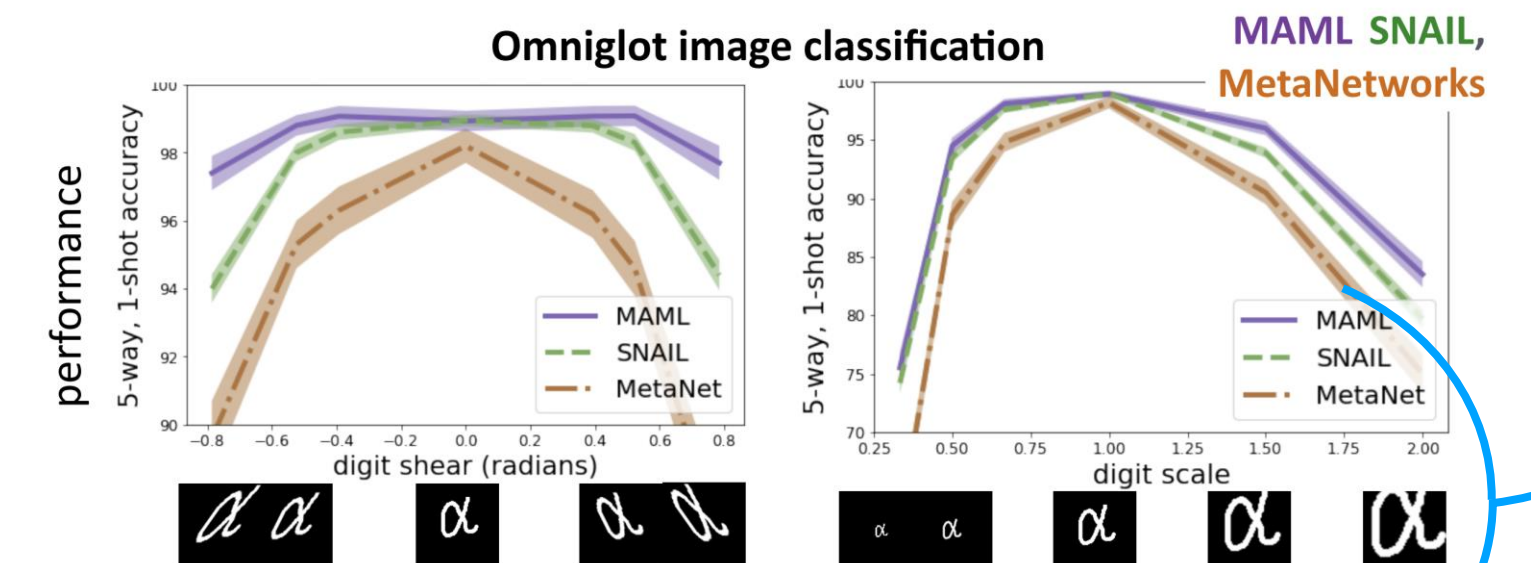 Omniglot image classification
MAML SNAIL,
MetaNetworks
performance
5-way, 1-shot accuracy
100
98
96
94
92
90
−0.8 −0.6 −0.4 −0.2 0.0 0.2 0.4 0.6 0.8
digit shear (radians)
MAML
SNAIL
MetaNet
α α α α α
5-way, 1-shot accuracy
100
95
90
85
80
75
70
0.25 0.50 0.75 1.00 1.25 1.50 1.75 2.00
digit scale
MAML
SNAIL
MetaNet
α α α α α